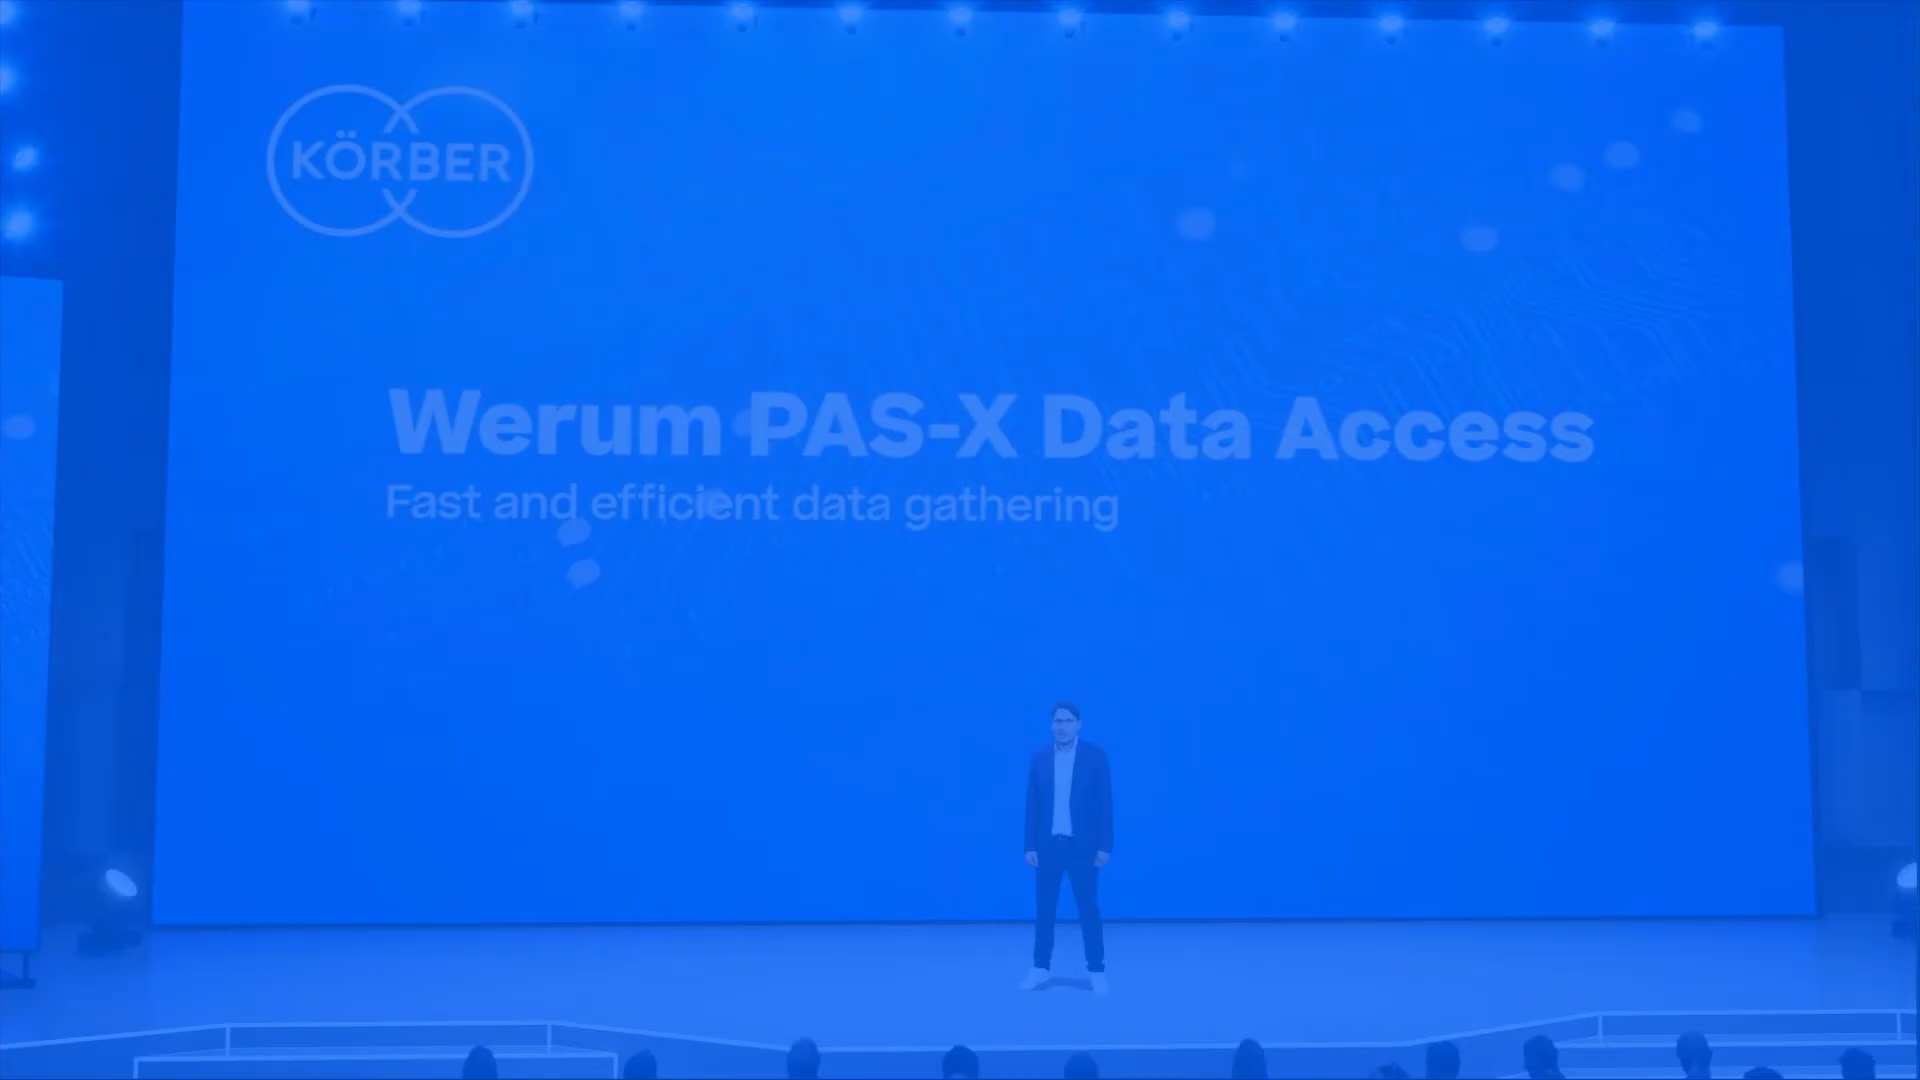 KÖRBER
Werum PAS-X Data Access
Fast and efficient data gathering